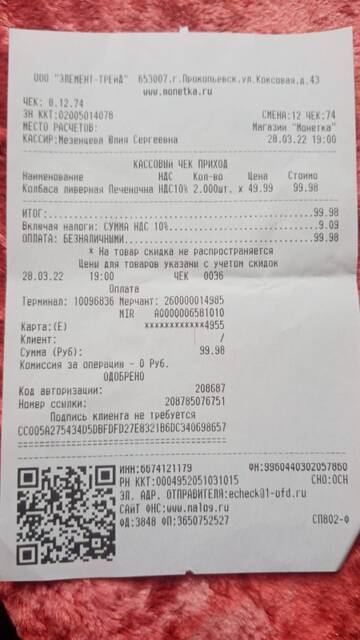 ООО "ЭЛЕМЕНТ-ТРЕЙД" 653007,г.Прокопьевск,ул.Коксовая,д.43
www.monetka.ru
ЧЕК: 0.12.74
ЗН ККТ:02005014078 СМЕНА:12 ЧЕК:74
МЕСТО РАСЧЕТОВ: Магазин "Монетка"
КАССИР:Мезенцева Юлия Сергеевна 28.03.22 19:00
КАССОВЫЙ ЧЕК ПРИХОД
Наименование НДС Кол-во Цена Стоимо
Колбаса ливерная Печеночна НДС10% 2.000шт. x 49.99 99.98
ИТОГ:.................................................99.98
Включая налоги: СУММА НДС 10%..........................9.09
ОПЛАТА: БЕЗНАЛИЧНЫМИ..................................99.98
* На товар скидка не распространяется
Цены для товаров указаны с учетом скидок
28.03.22 19:00 ЧЕК 0036
Оплата
Терминал: 10096836 Мерчант: 260000014985
MIR A0000006581010
Карта:(E) ************4955
Клиент: /
Сумма (Руб): 99,98
Комиссия за операцию - 0 Руб.
ОДОБРЕНО
Код авторизации: 208687
Номер ссылки: 208785076751
Подпись клиента не требуется
CC005A275434D5DBFDFD27E8321B6DC340698657
========================================
ИНН:6674121179 ФН:9960440302057860
РН ККТ:0004952051031015 СНО:ОСН
ЭЛ. АДР. ОТПРАВИТЕЛЯ:echeck@1-ofd.ru
САЙТ ФНС:www.nalog.ru
ФД:3848 ФП:3650752527 СП802-Ф